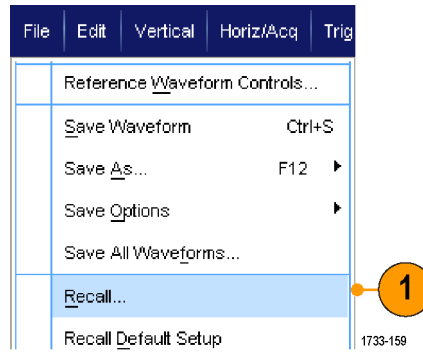 File Edit Vertical Horiz/Acq Trig
Reference Waveform Controls...
Save Waveform Ctrl+S
Save As... F12
Save Options
Save All Waveforms...
Recall...
1
Recall Default Setup
1733-159